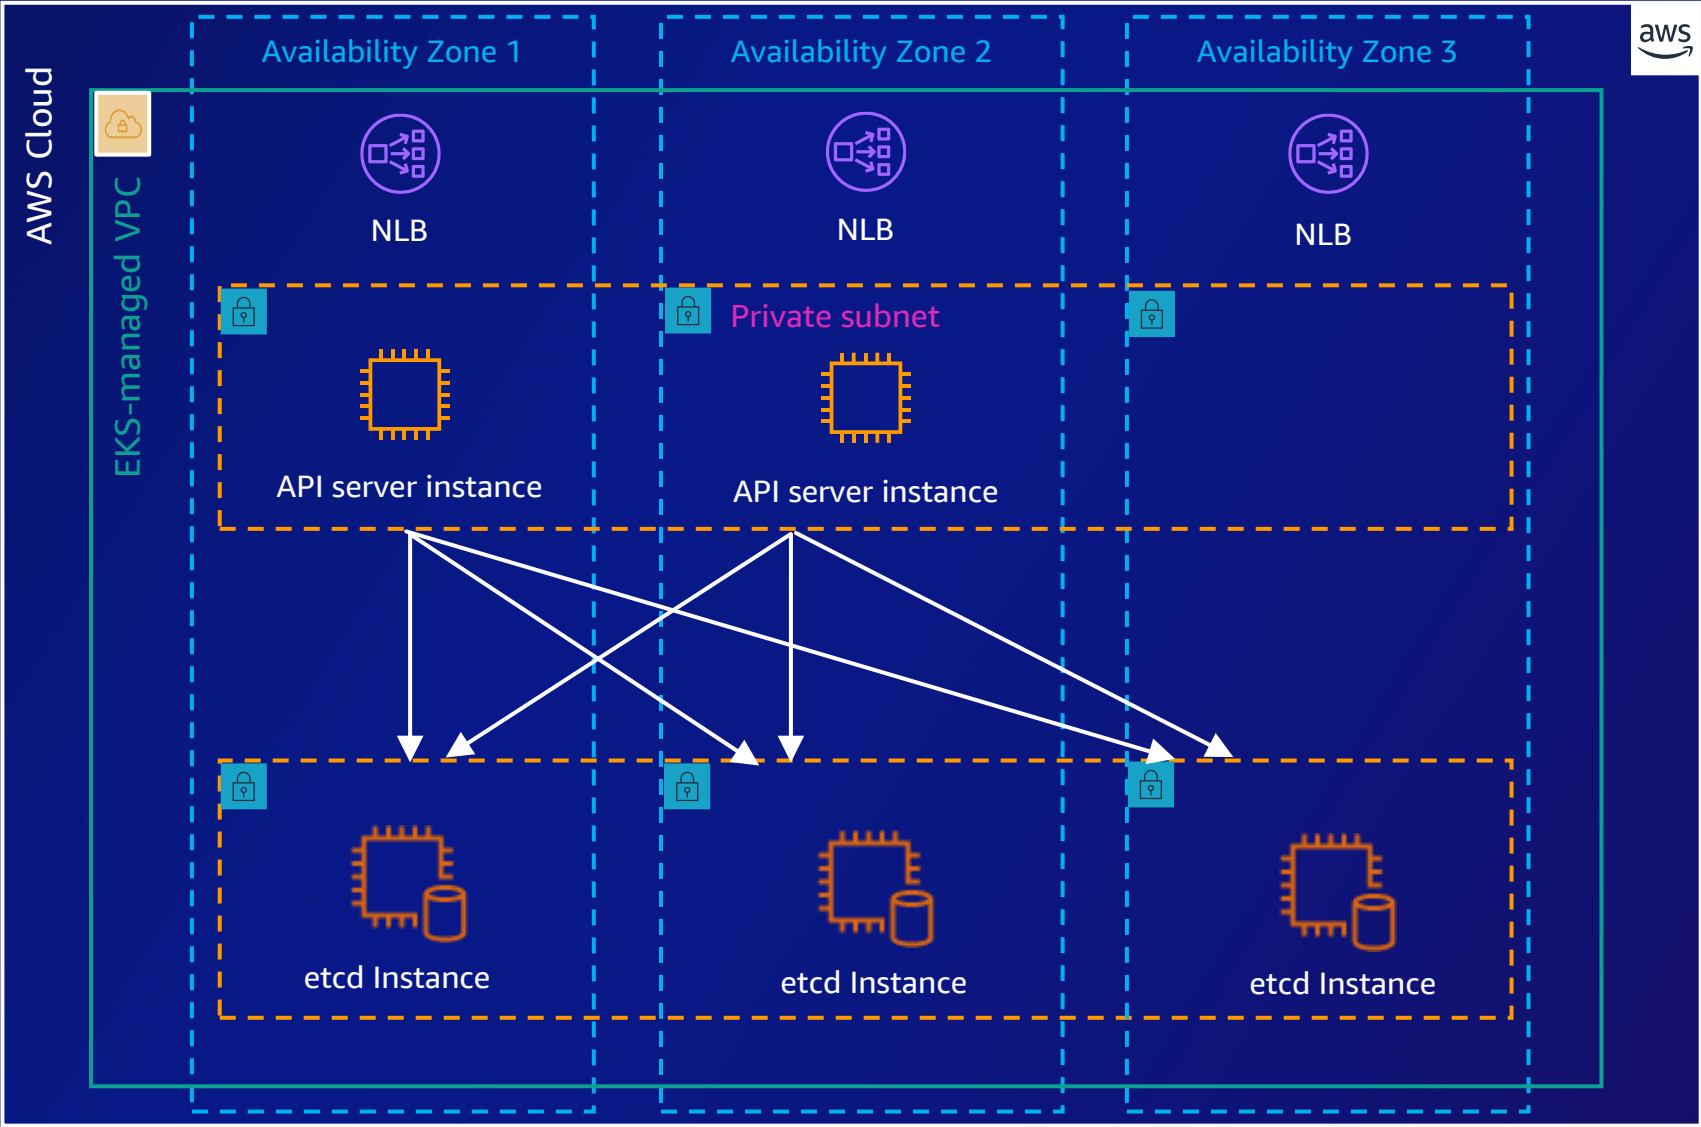 aws
AWS Cloud
Availability Zone 1
Availability Zone 2
Availability Zone 3
EKS-managed VPC
NLB
NLB
NLB
Private subnet
API server instance
API server instance
etcd Instance
etcd Instance
etcd Instance